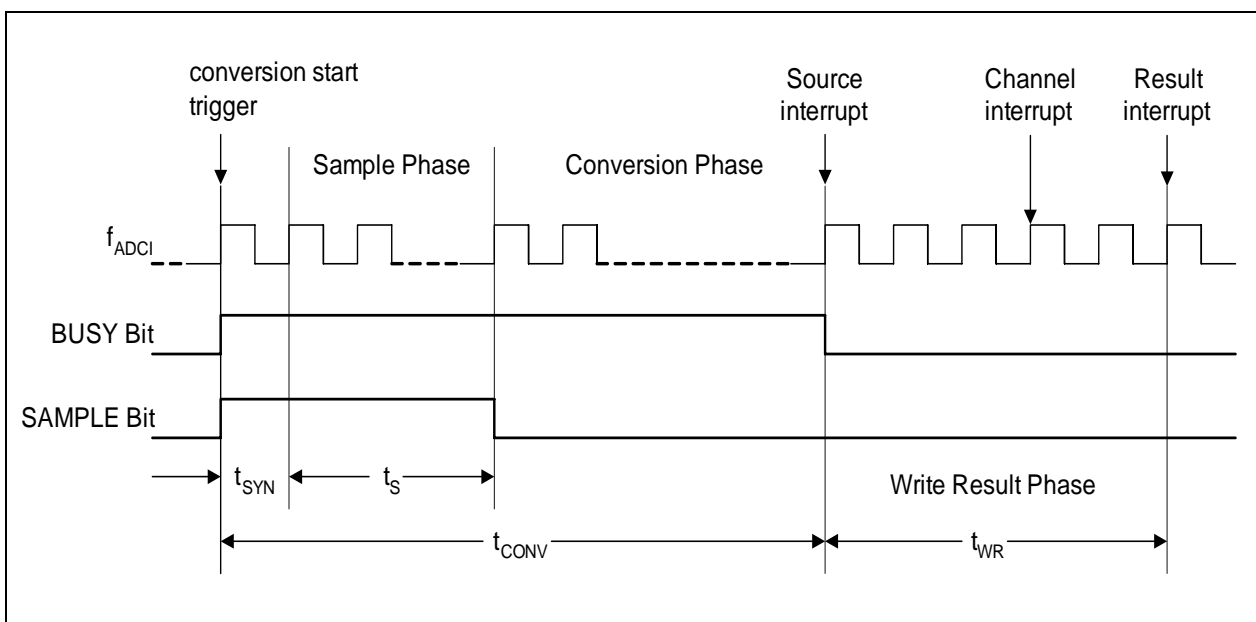 conversion start
trigger
Source
interrupt
Channel
interrupt
Result
interrupt
Sample Phase
Conversion Phase
fADCI
BUSY Bit
SAMPLE Bit
tSYN
tS
Write Result Phase
tCONV
tWR